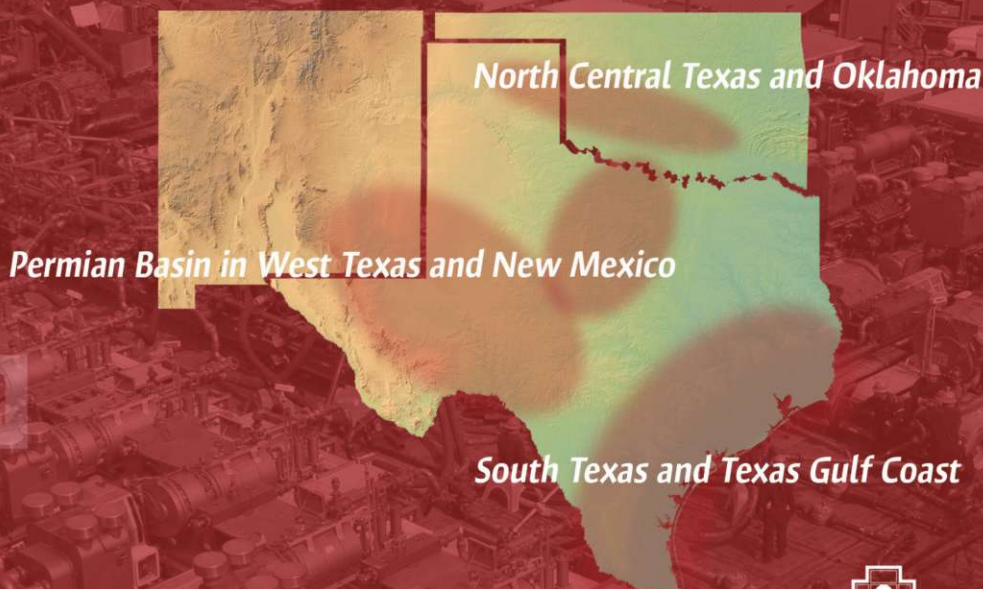 North Central Texas and Oklahoma
Permian Basin in West Texas and New Mexico
South Texas and Texas Gulf Coast